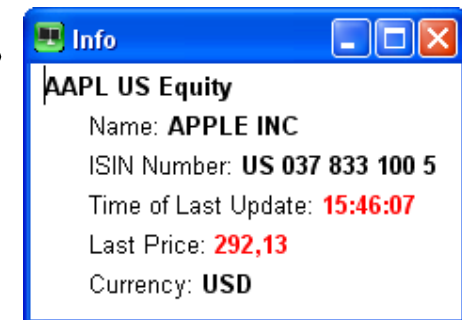 Info
AAPL US Equity
Name: APPLE INC
ISIN Number: US 037 833 100 5
Time of Last Update: 15:46:07
Last Price: 292,13
Currency: USD